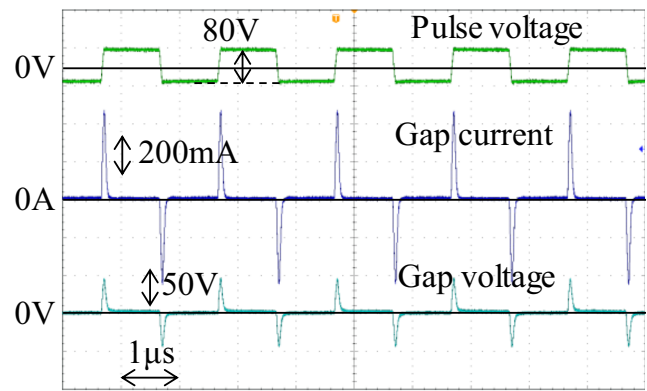 T
80V
Pulse voltage
0V
200mA
Gap current
0A
50V
Gap voltage
0V
1μs